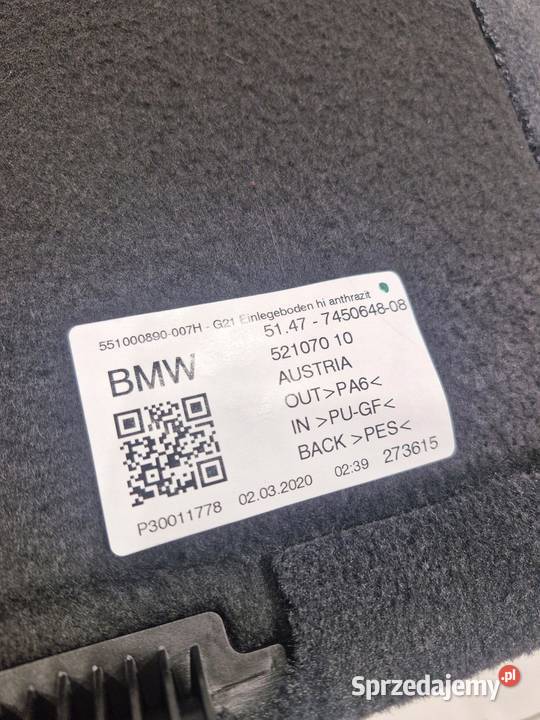 551000890-007H - G21 Einlegeboden hi anthrazit
51.47 - 7450648-08
BMW
521070 10
AUSTRIA
OUT>PA6<
IN >PU-GF<
BACK >PES<
P30011778 02.03.2020 02:39 273615
Sprzedajemy.pl